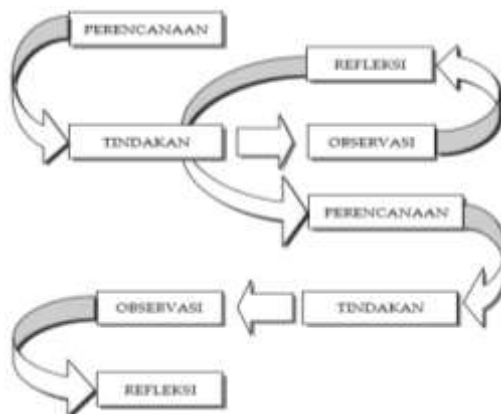 PERENCANAAN
REFLEKSI
TINDAKAN
OBSERVASI
PERENCANAAN
OBSERVASI
TINDAKAN
REFLEKSI